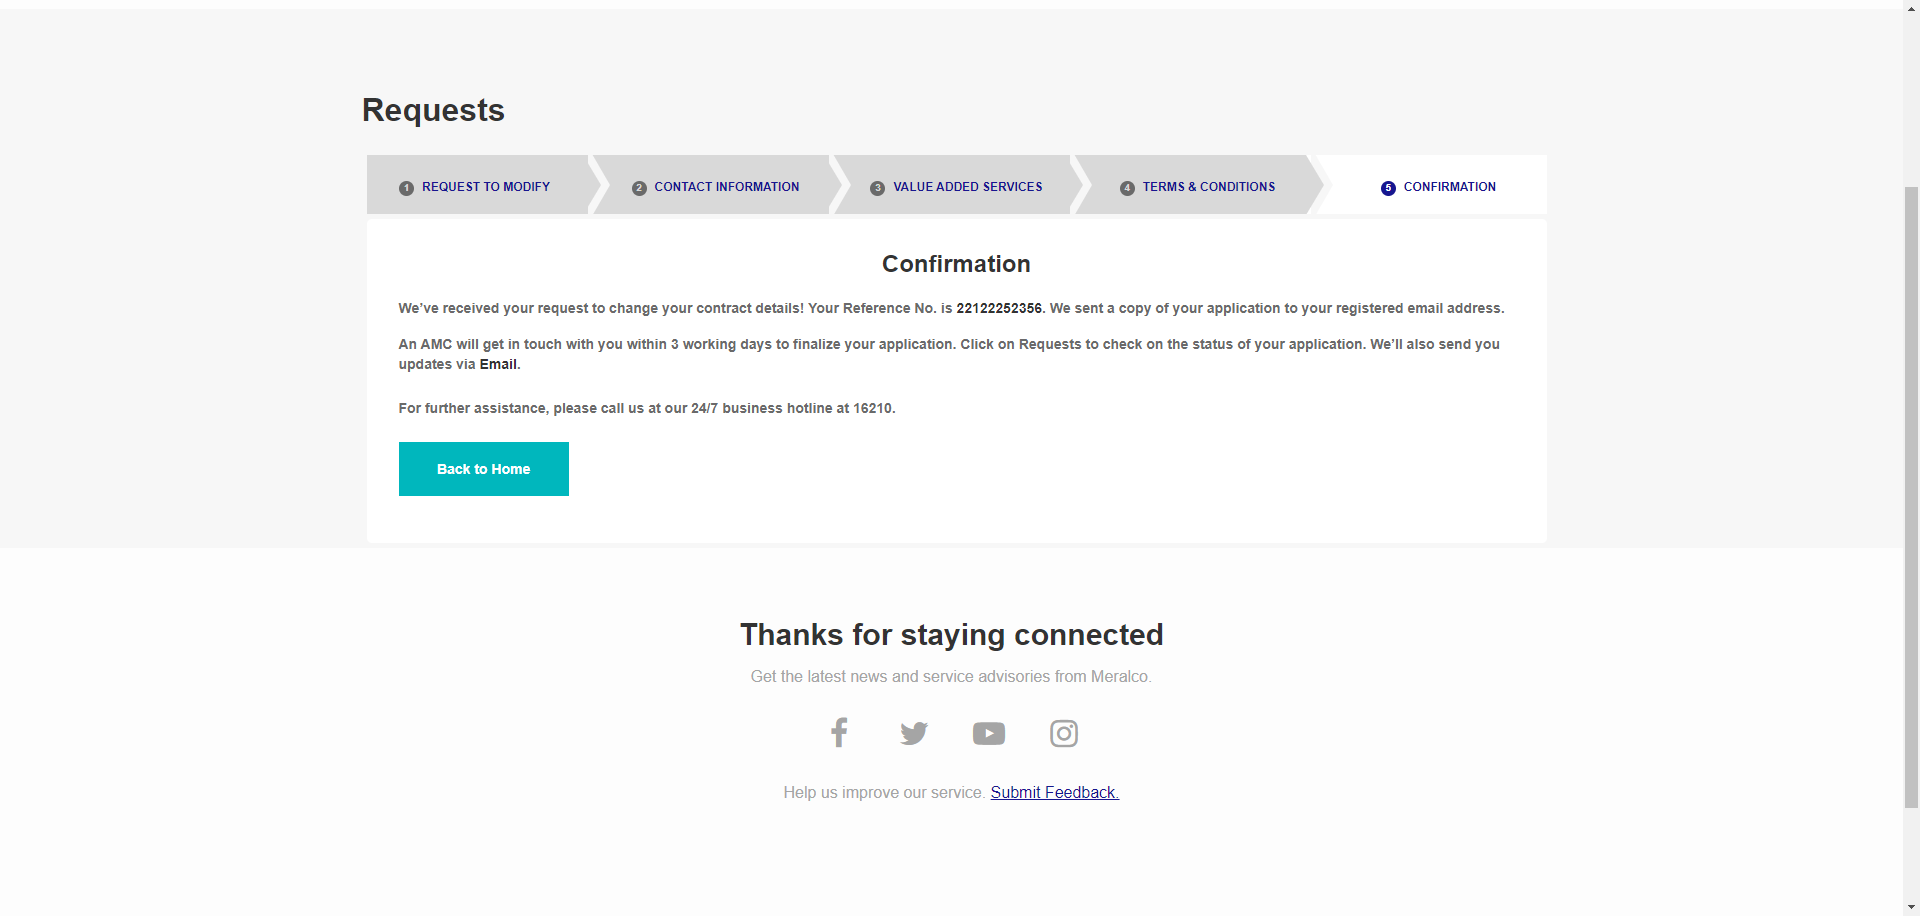 Requests
1 REQUEST TO MODIFY 2 CONTACT INFORMATION 3 VALUE ADDED SERVICES 4 TERMS & CONDITIONS 5 CONFIRMATION
Confirmation
We’ve received your request to change your contract details! Your Reference No. is 22122252356. We sent a copy of your application to your registered email address.
An AMC will get in touch with you within 3 working days to finalize your application. Click on Requests to check on the status of your application. We’ll also send you
updates via Email.
For further assistance, please call us at our 24/7 business hotline at 16210.
Back to Home
Thanks for staying connected
Get the latest news and service advisories from Meralco.
Help us improve our service. Submit Feedback.